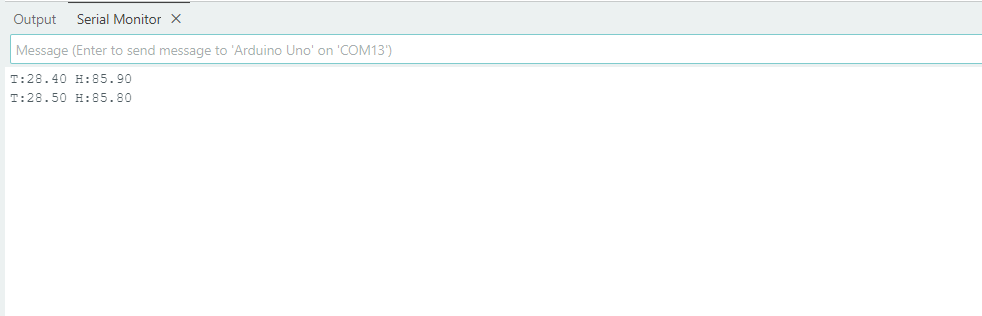 Output Serial Monitor ✕
Message (Enter to send message to 'Arduino Uno' on 'COM13')
T:28.40 H:85.90
T:28.50 H:85.80